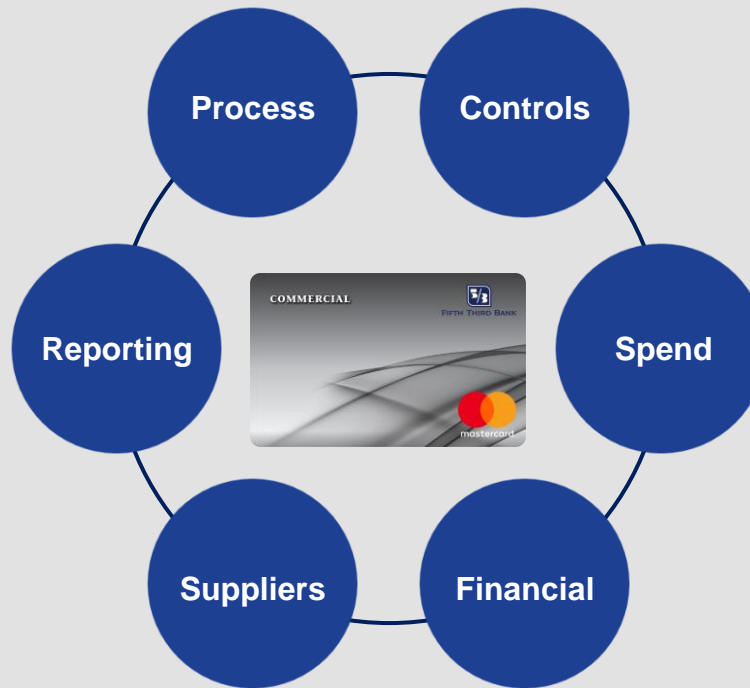 Process
Controls
Reporting
COMMERCIAL
FIFTH THIRD BANK
mastercard
Spend
Suppliers
Financial